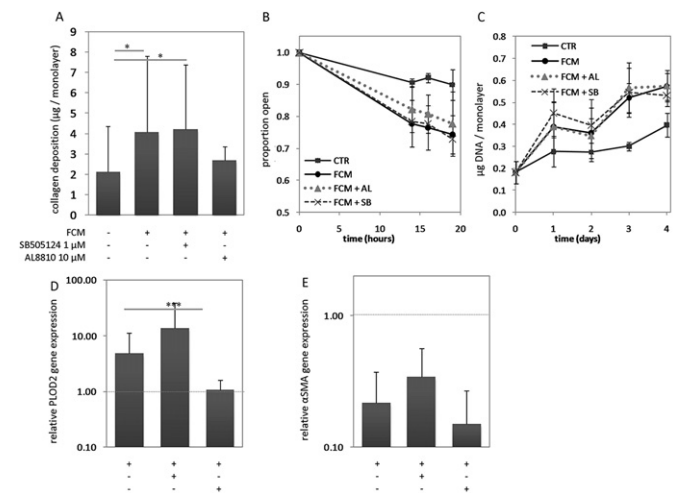 A
collagen deposition (µg / monolayer)
9
8
7
6
5
4
3
2
1
0
*
*
- + + +
- - + -
- - - +
FCM
SB505124 1 µM
AL8810 10 µM
B
proportion open
1.0
0.9
0.8
0.7
0.6
0.5
CTR
FCM
FCM + AL
FCM + SB
0 5 10 15 20
time (hours)
C
µg DNA / monolayer
0.8
0.7
0.6
0.5
0.4
0.3
0.2
0.1
0.0
CTR
FCM
FCM + AL
FCM + SB
0 1 2 3 4
time (days)
D
relative PLOD2 gene expression
100.00
10.00
1.00
0.10
***
+ + +
- + -
- - +
E
relative αSMA gene expression
1.00
0.10
+ + +
- + -
- - +